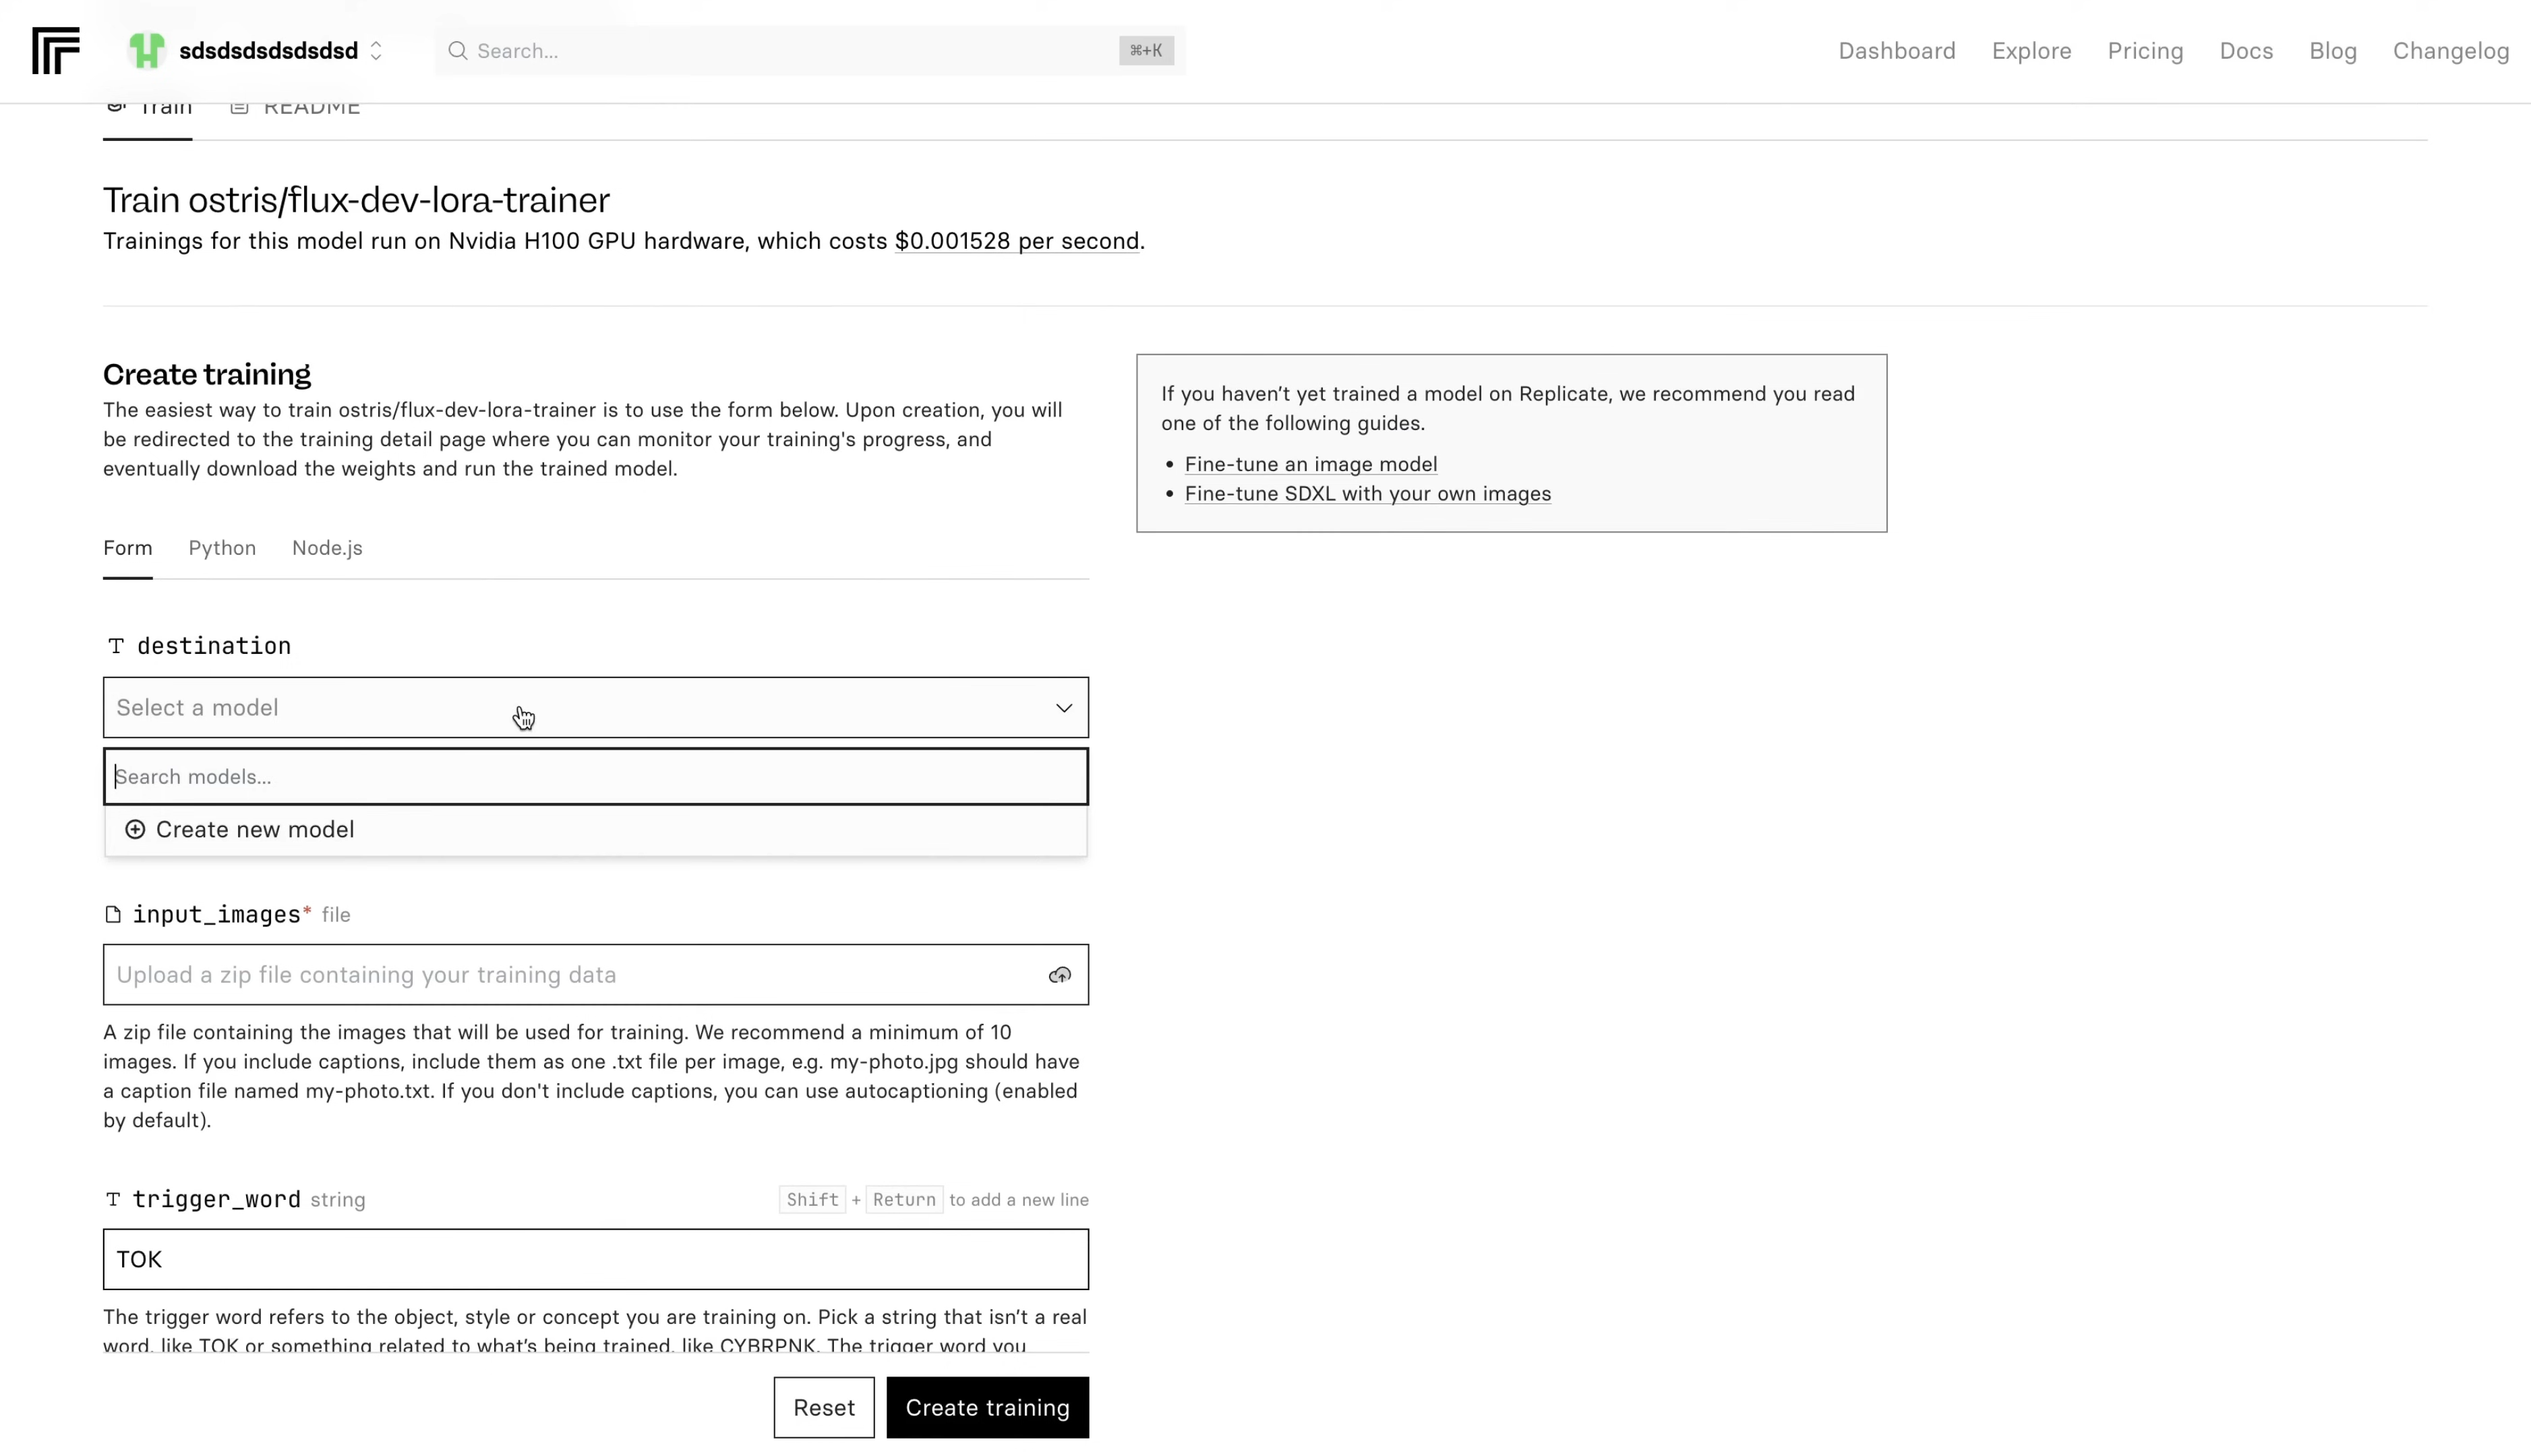 sdsdsdsdsdsdsd
Search...
⌘+K
Dashboard
Explore
Pricing
Docs
Blog
Changelog
Train
README
Train ostris/flux-dev-lora-trainer
Trainings for this model run on Nvidia H100 GPU hardware, which costs $0.001528 per second.
Create training
The easiest way to train ostris/flux-dev-lora-trainer is to use the form below. Upon creation, you will
be redirected to the training detail page where you can monitor your training's progress, and
eventually download the weights and run the trained model.
If you haven’t yet trained a model on Replicate, we recommend you read
one of the following guides.
• Fine-tune an image model
• Fine-tune SDXL with your own images
Form
Python
Node.js
destination
Select a model
Search models...
Create new model
input_images* file
Upload a zip file containing your training data
A zip file containing the images that will be used for training. We recommend a minimum of 10
images. If you include captions, include them as one .txt file per image, e.g. my-photo.jpg should have
a caption file named my-photo.txt. If you don't include captions, you can use autocaptioning (enabled
by default).
trigger_word string
Shift + Return to add a new line
TOK
The trigger word refers to the object, style or concept you are training on. Pick a string that isn’t a real
word, like TOK or something related to what’s being trained, like CYBRPNK. The trigger word you
Reset
Create training